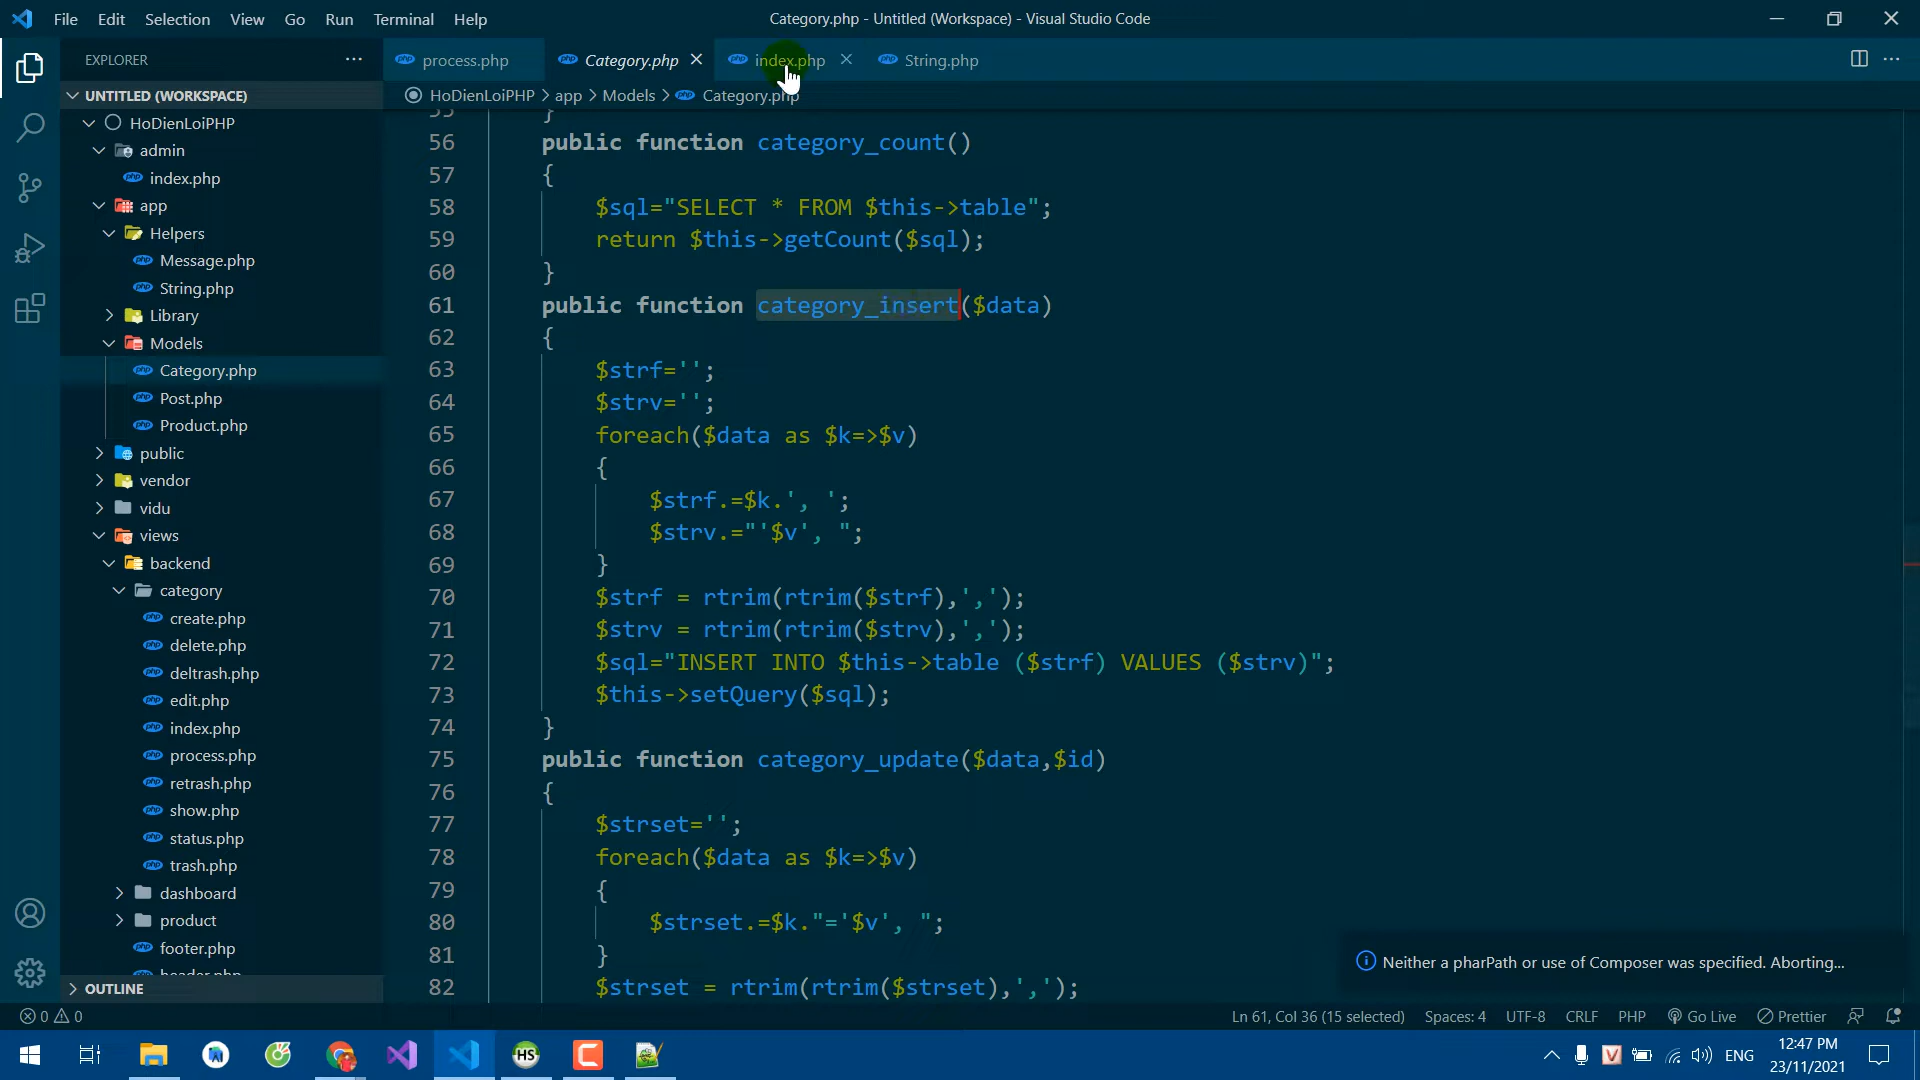 File Edit Selection View Go Run Terminal Help
Category.php - Untitled (Workspace) - Visual Studio Code
EXPLORER
process.php
Category.php
index.php
String.php
UNTITLED (WORKSPACE)
HoDienLoiPHP > app > Models > Category.php
HoDienLoiPHP
admin
index.php
app
Helpers
Message.php
String.php
Library
Models
Category.php
Post.php
Product.php
public
vendor
vidu
views
backend
category
create.php
delete.php
deltrash.php
edit.php
index.php
process.php
retrash.php
show.php
status.php
trash.php
dashboard
product
footer.php
header.php
OUTLINE
55 }
56 public function category_count()
57 {
58 $sql="SELECT * FROM $this->table";
59 return $this->getCount($sql);
60 }
61 public function category_insert($data)
62 {
63 $strf='';
64 $strv='';
65 foreach($data as $k=>$v)
66 {
67 $strf.=$k.', ';
68 $strv.="'$v', ";
69 }
70 $strf = rtrim(rtrim($strf),',');
71 $strv = rtrim(rtrim($strv),',');
72 $sql="INSERT INTO $this->table ($strf) VALUES ($strv)";
73 $this->setQuery($sql);
74 }
75 public function category_update($data,$id)
76 {
77 $strset='';
78 foreach($data as $k=>$v)
79 {
80 $strset.=$k."='$v', ";
81 }
82 $strset = rtrim(rtrim($strset),',');
Neither a pharPath or use of Composer was specified. Aborting...
0 0
Ln 61, Col 36 (15 selected) Spaces: 4 UTF-8 CRLF PHP Go Live Prettier
HS
V
ENG
12:47 PM
23/11/2021